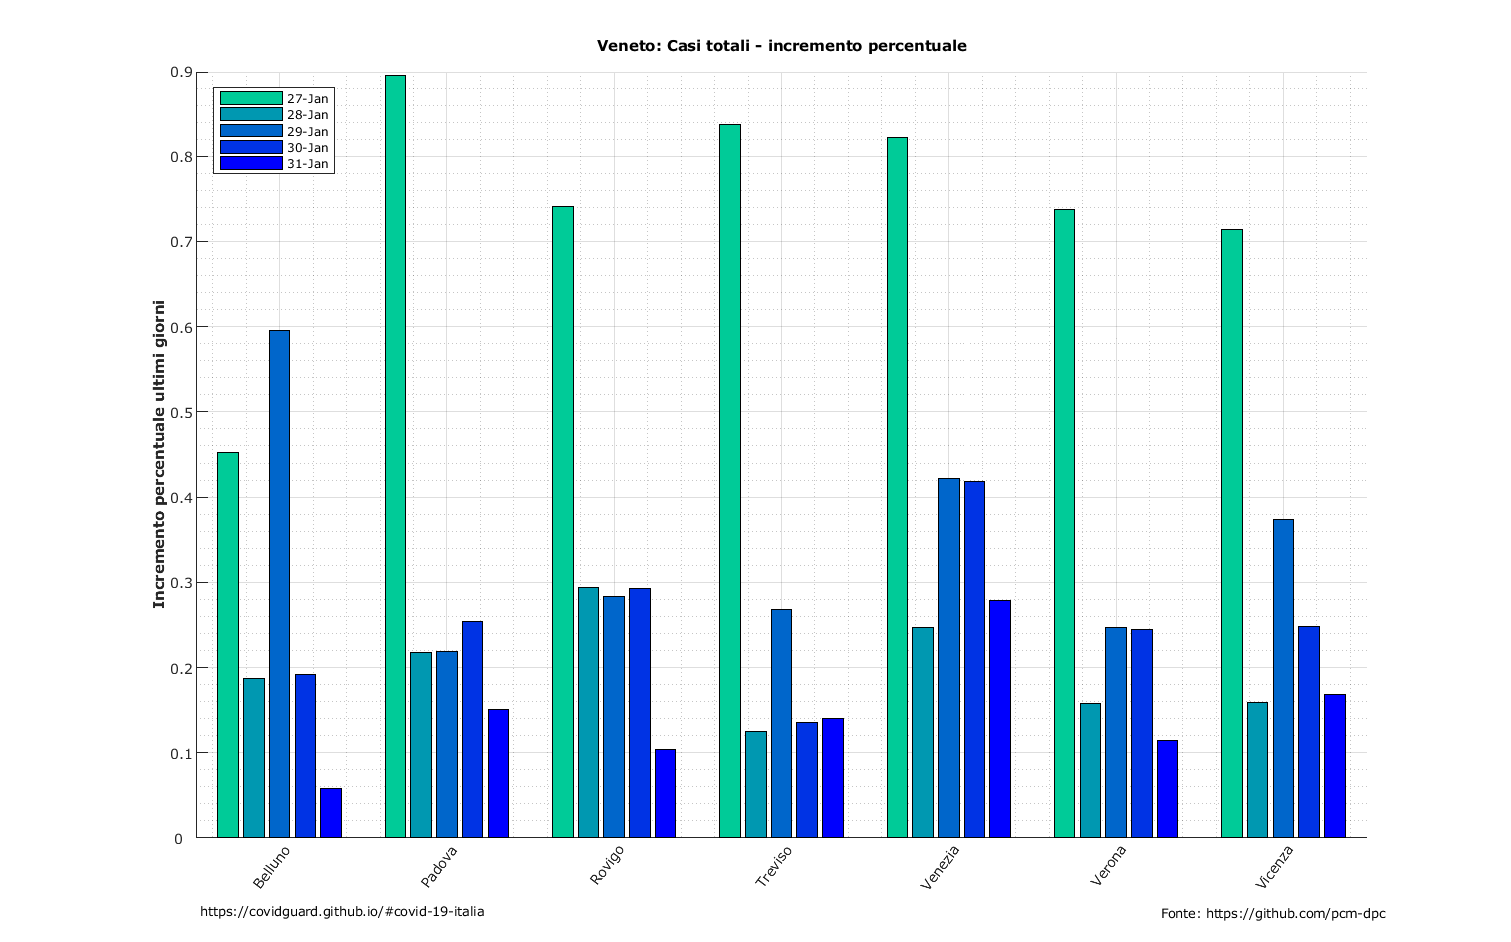 Veneto: Casi totali - incremento percentuale
Incremento percentuale ultimi giorni
0.9
0.8
0.7
0.6
0.5
0.4
0.3
0.2
0.1
0
27-Jan
28-Jan
29-Jan
30-Jan
31-Jan
Belluno
Padova
Rovigo
Treviso
Venezia
Verona
Vicenza
https://covidguard.github.io/#covid-19-italia
Fonte: https://github.com/pcm-dpc